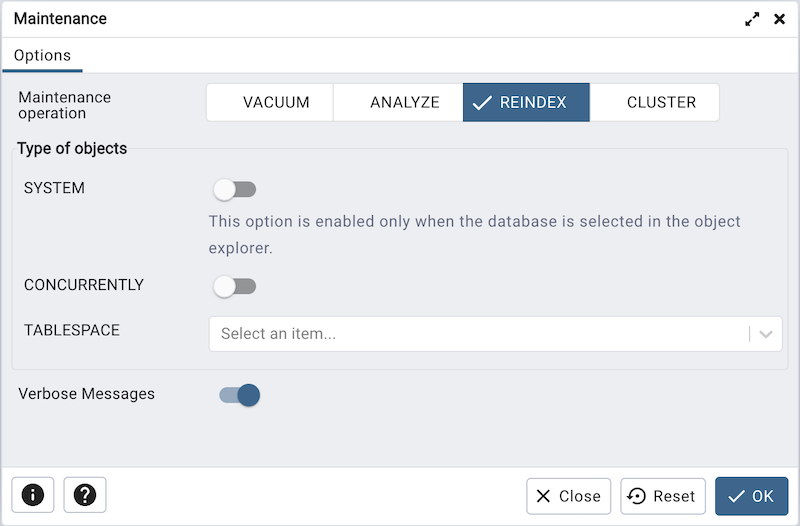 Maintenance
Options
Maintenance
operation
VACUUM
ANALYZE
REINDEX
CLUSTER
Type of objects
SYSTEM
This option is enabled only when the database is selected in the object
explorer.
CONCURRENTLY
TABLESPACE
Select an item...
Verbose Messages
Close
Reset
OK